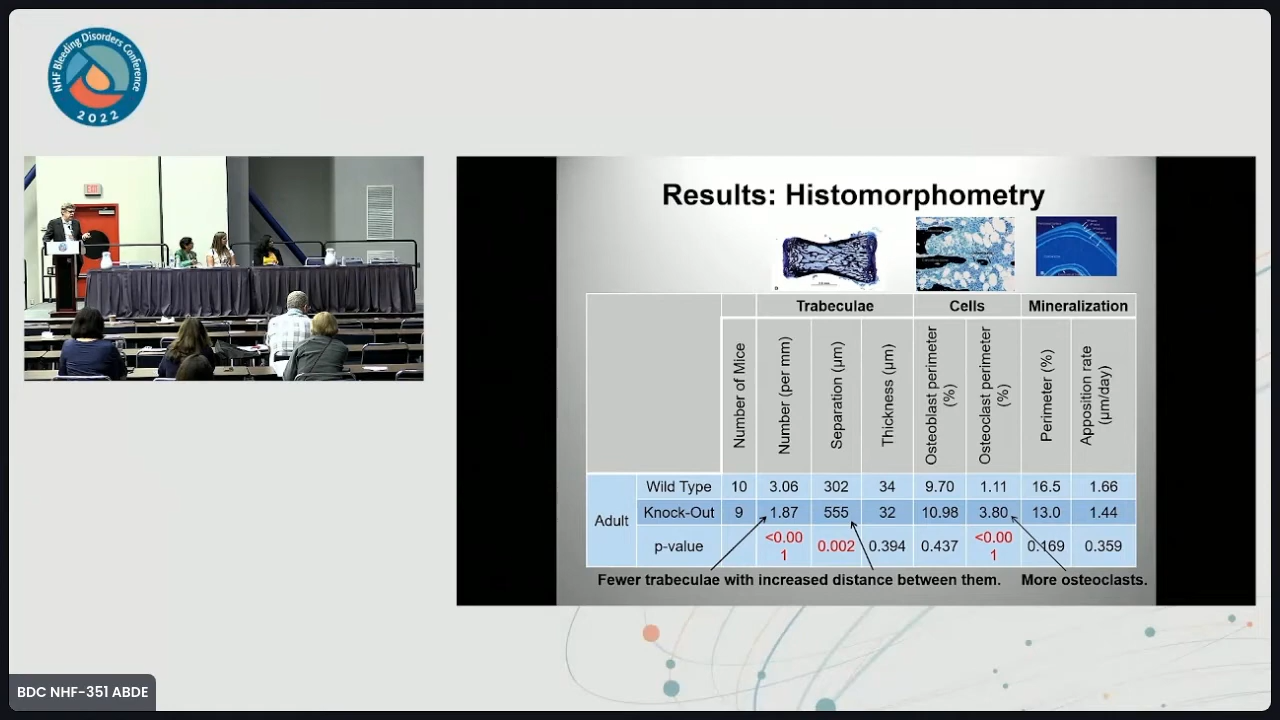 NHF Bleeding Disorders Conference
2022
EXIT
Results: Histomorphometry
Trabeculae Cells Mineralization
Number of Mice
Number (per mm)
Separation (μm)
Thickness (μm)
Osteoblast perimeter (%)
Osteoclast perimeter (%)
Perimeter (%)
Apposition rate (μm/day)
Adult
Wild Type 10 3.06 302 34 9.70 1.11 16.5 1.66
Knock-Out 9 1.87 555 32 10.98 3.80 13.0 1.44
p-value <0.001 0.002 0.394 0.437 <0.001 0.169 0.359
Fewer trabeculae with increased distance between them. More osteoclasts.
BDC NHF-351 ABDE